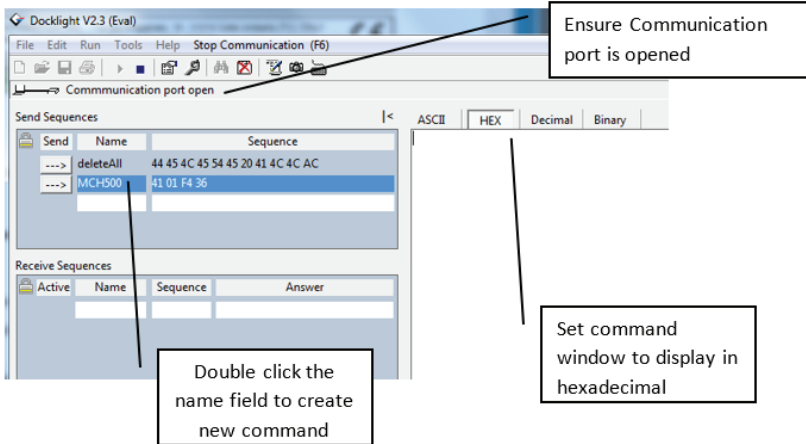 Docklight V2.3 (Eval)
File Edit Run Tools Help Stop Communication (F6)
Commmunication port open
Send Sequences
Send Name Sequence
---> deleteAll 44 45 4C 45 54 45 20 41 4C 4C AC
---> MCH500 41 01 F4 36
Receive Sequences
Active Name Sequence Answer
ASCII HEX Decimal Binary
Ensure Communication
port is opened
Set command
window to display in
hexadecimal
Double click the
name field to create
new command